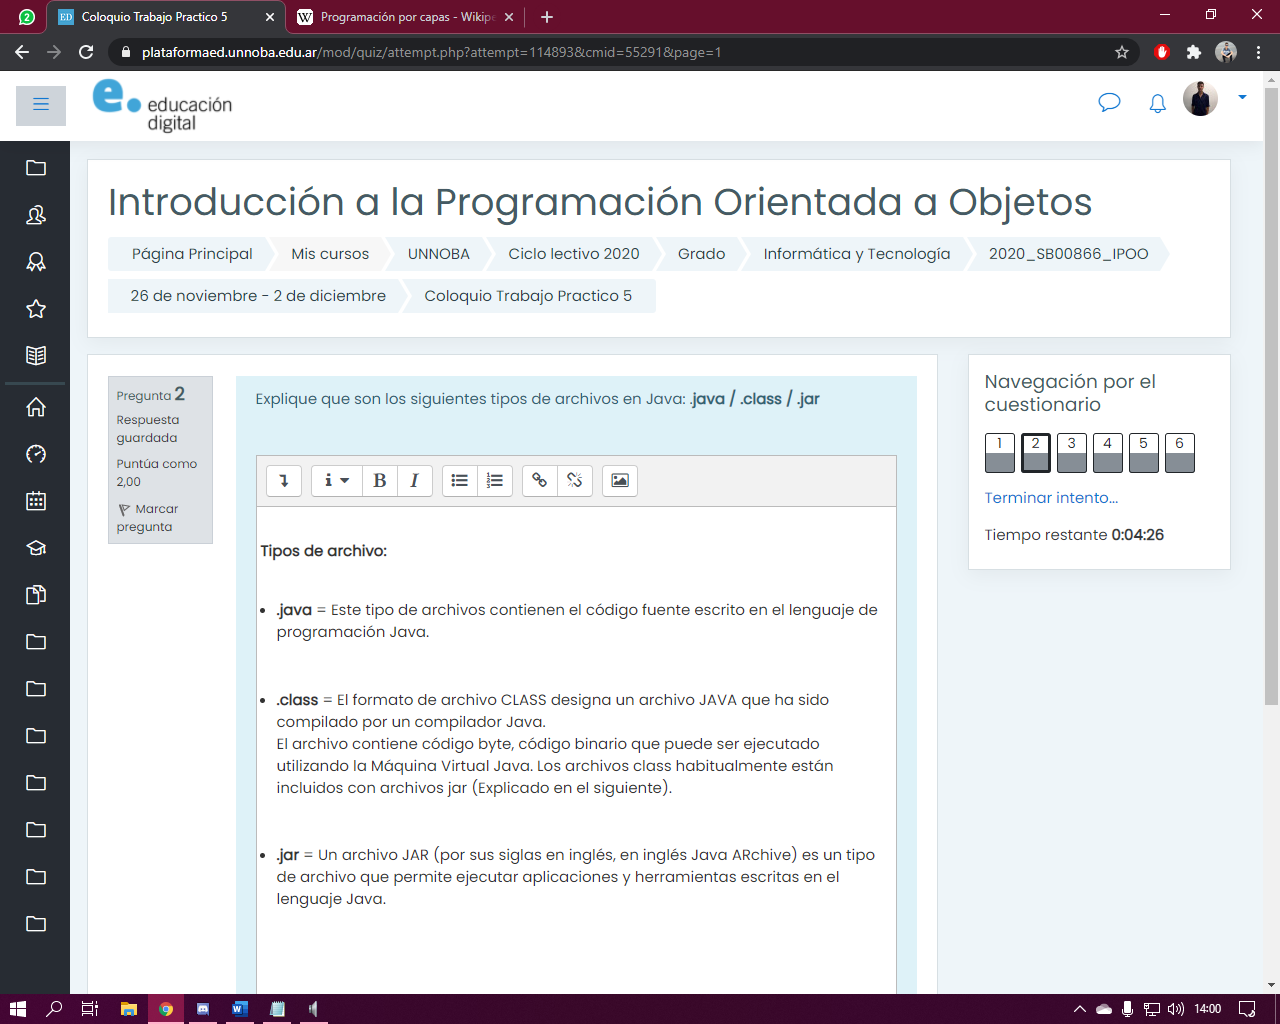 2
ED Coloquio Trabajo Practico 5
W Programación por capas - Wikipe
plataformaed.unnoba.edu.ar/mod/quiz/attempt.php?attempt=114893&cmid=55291&page=1
e. educación
digital
Introducción a la Programación Orientada a Objetos
Página Principal Mis cursos UNNOBA Ciclo lectivo 2020 Grado Informática y Tecnología 2020_SB00866_IPOO
26 de noviembre - 2 de diciembre Coloquio Trabajo Practico 5
Pregunta 2
Respuesta
guardada
Puntúa como
2,00
Marcar
pregunta
Explique que son los siguientes tipos de archivos en Java: .java / .class / .jar
i B I
Tipos de archivo:
• .java = Este tipo de archivos contienen el código fuente escrito en el lenguaje de
programación Java.
• .class = El formato de archivo CLASS designa un archivo JAVA que ha sido
compilado por un compilador Java.
El archivo contiene código byte, código binario que puede ser ejecutado
utilizando la Máquina Virtual Java. Los archivos class habitualmente están
incluidos con archivos jar (Explicado en el siguiente).
• .jar = Un archivo JAR (por sus siglas en inglés, en inglés Java ARchive) es un tipo
de archivo que permite ejecutar aplicaciones y herramientas escritas en el
lenguaje Java.
Navegación por el
cuestionario
1 2 3 4 5 6
Terminar intento...
Tiempo restante 0:04:26
14:00